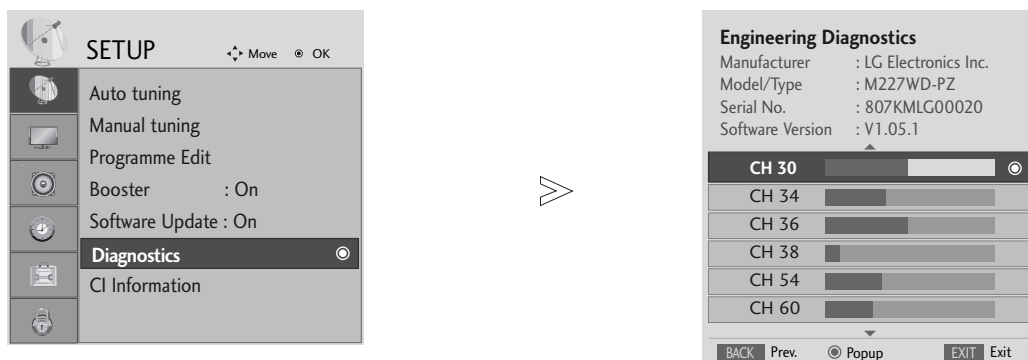 SETUP
Move OK
Auto tuning
Manual tuning
Programme Edit
Booster : On
Software Update : On
Diagnostics
CI Information
Engineering Diagnostics
Manufacturer : LG Electronics Inc.
Model/Type : M227WD-PZ
Serial No. : 807KMLG00020
Software Version : V1.05.1
CH 30
CH 34
CH 36
CH 38
CH 54
CH 60
BACK Prev. Popup EXIT Exit